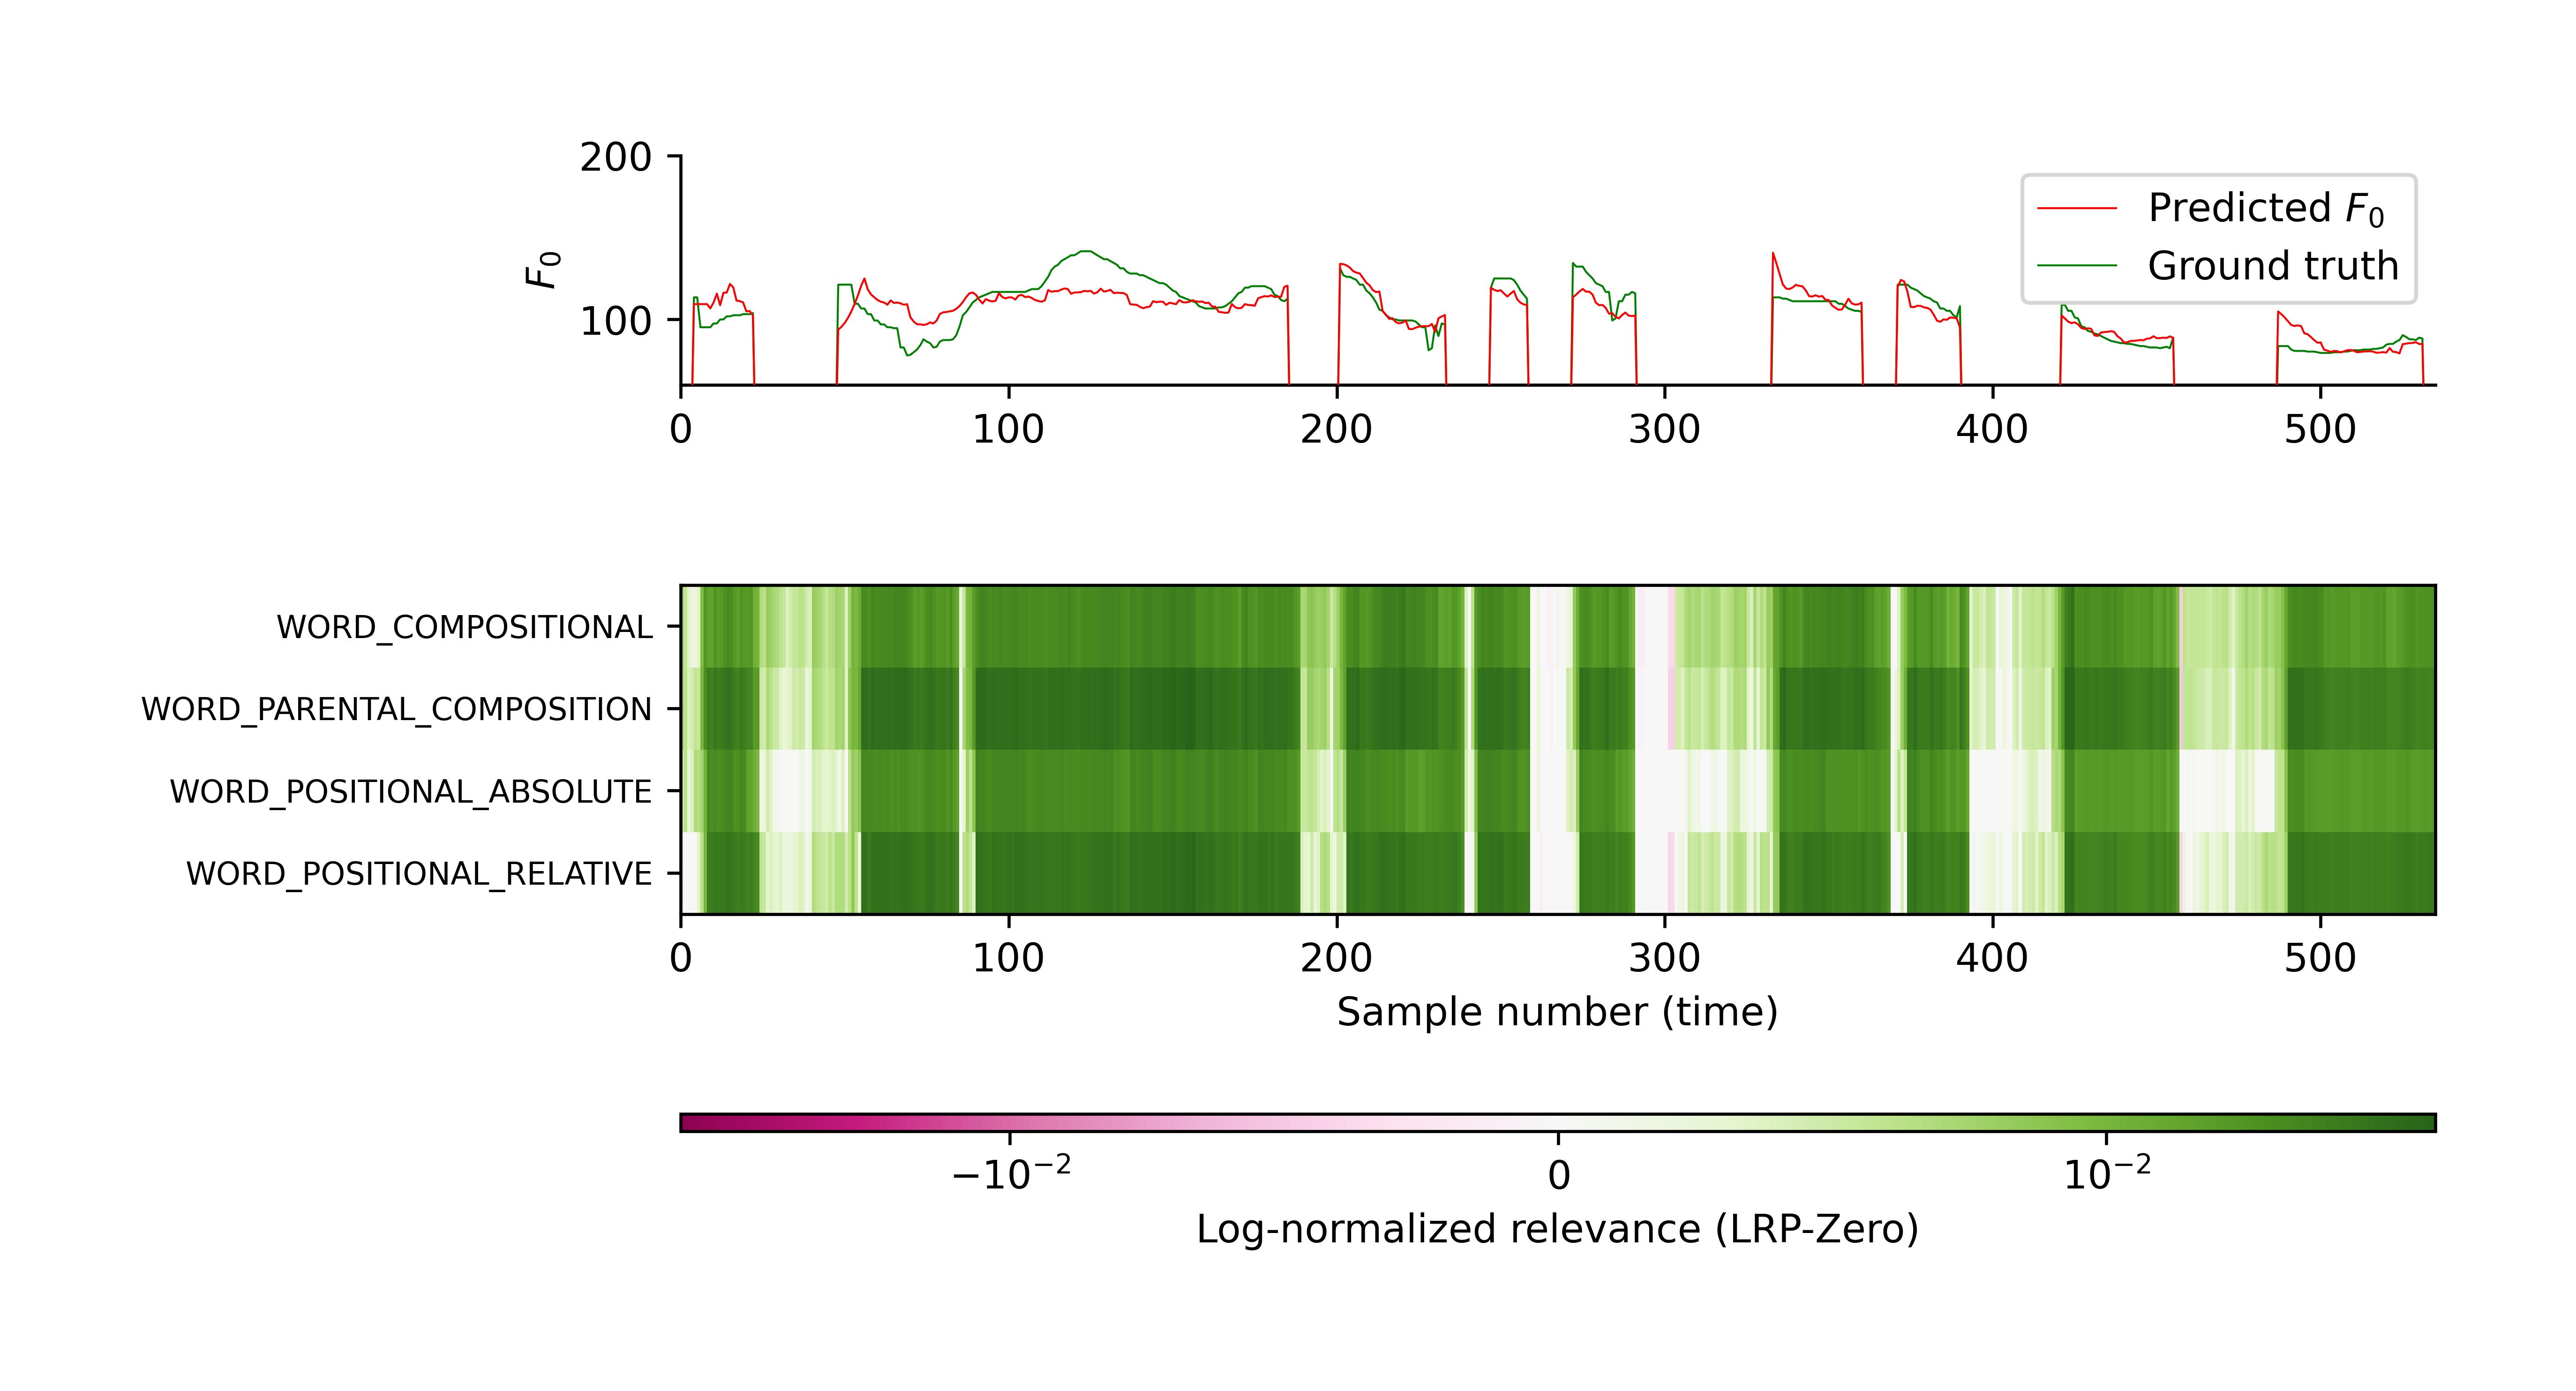 200
100
F₀
Predicted F₀
Ground truth
0 100 200 300 400 500
WORD_COMPOSITIONAL
WORD_PARENTAL_COMPOSITION
WORD_POSITIONAL_ABSOLUTE
WORD_POSITIONAL_RELATIVE
0 100 200 300 400 500
Sample number (time)
−10⁻² 0 10⁻²
Log-normalized relevance (LRP-Zero)